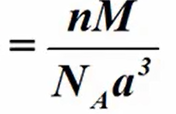 = nM
N_A a^3